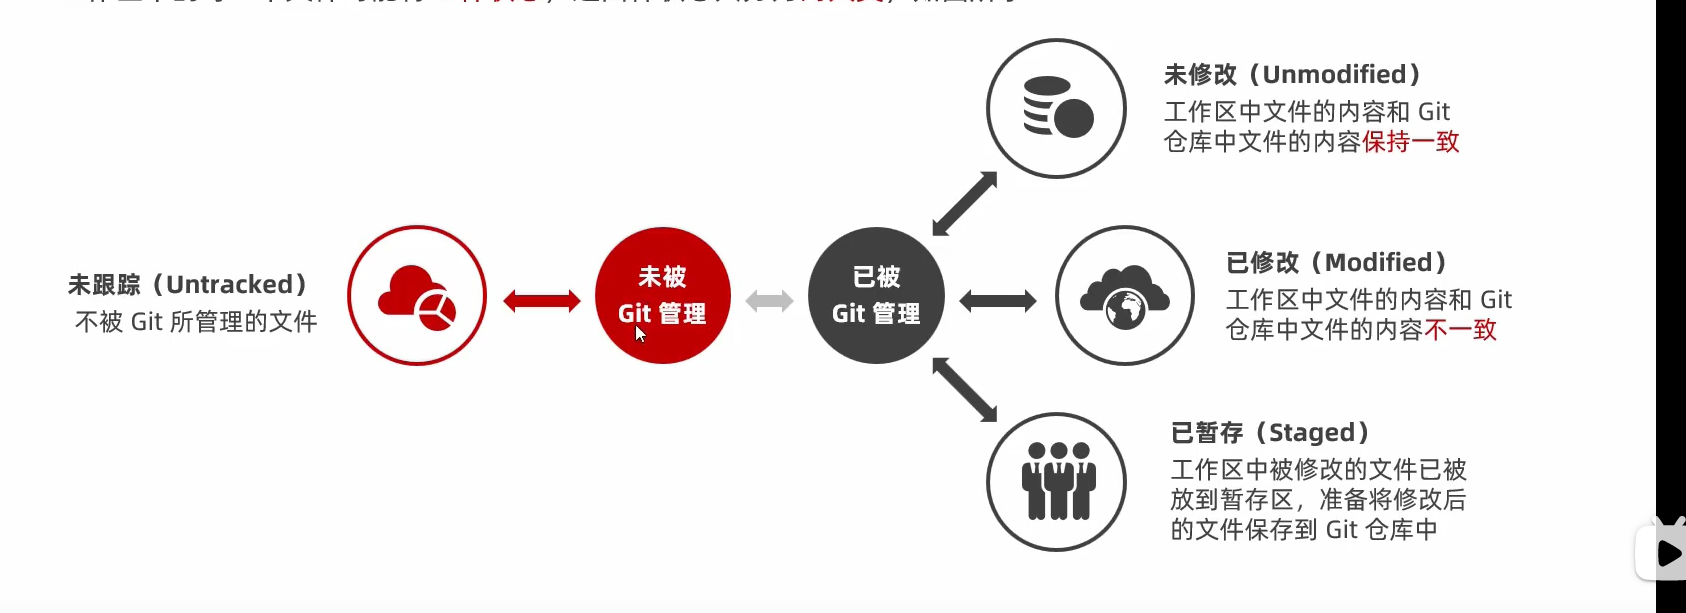 未修改（Unmodified）
工作区中文件的内容和 Git
仓库中文件的内容保持一致
未跟踪（Untracked）
不被 Git 所管理的文件
未被
Git 管理
已被
Git 管理
已修改（Modified）
工作区中文件的内容和 Git
仓库中文件的内容不一致
已暂存（Staged）
工作区中被修改的文件已被
放到暂存区，准备将修改后
的文件保存到 Git 仓库中